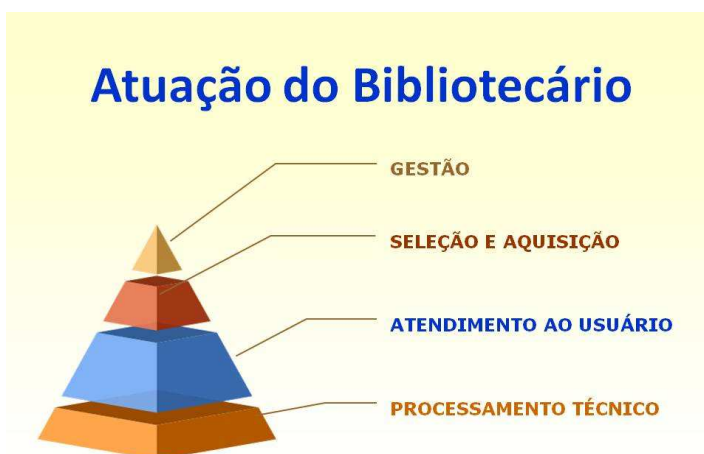 Atuação do Bibliotecário
GESTÃO
SELEÇÃO E AQUISIÇÃO
ATENDIMENTO AO USUÁRIO
PROCESSAMENTO TÉCNICO